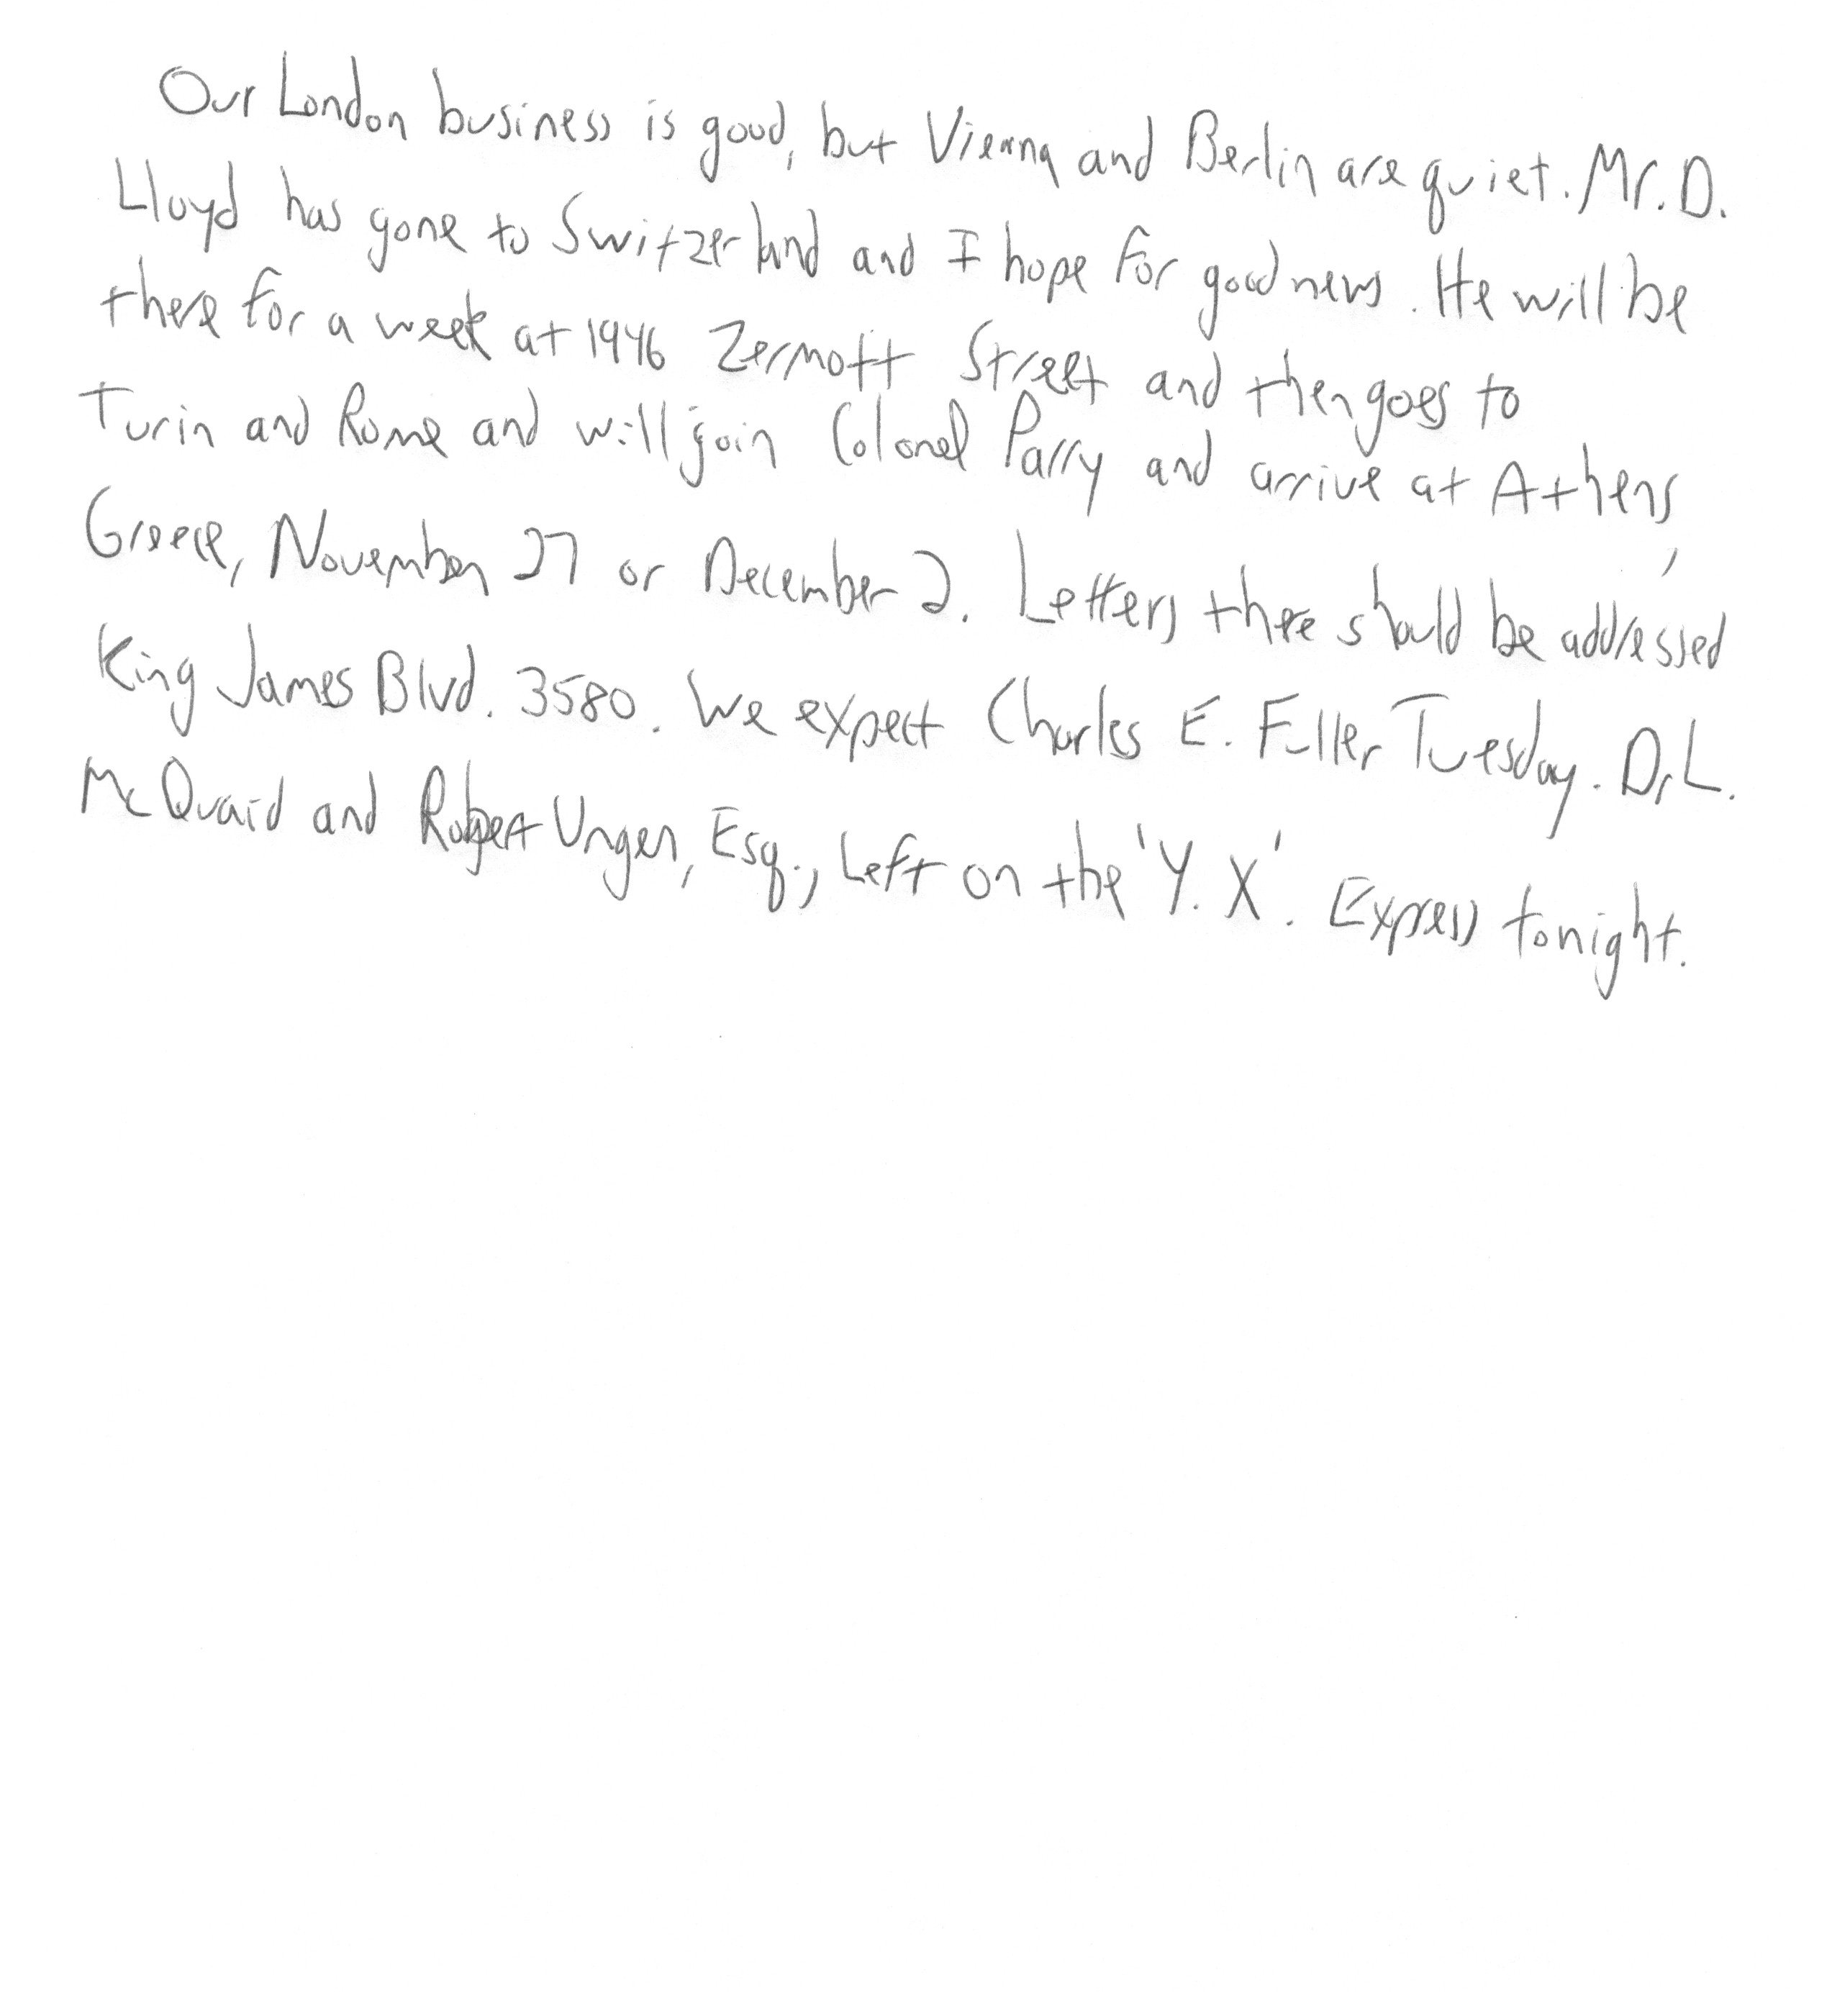 Our London business is good, but Vienna and Berlin are quiet. Mr. D.
Lloyd has gone to Switzerland and I hope for good news. He will be
there for a week at 1946 Zermott Street and then goes to
Turin and Rome and will join Colonel Parry and arrive at Athens,
Greece, November 27 or December 2. Letters there should be addressed
King James Blvd. 3580. We expect Charles E. Fuller Tuesday. Dr. L.
McQuaid and Robert Unger, Esq., Left on the 'Y. X'. Express tonight.